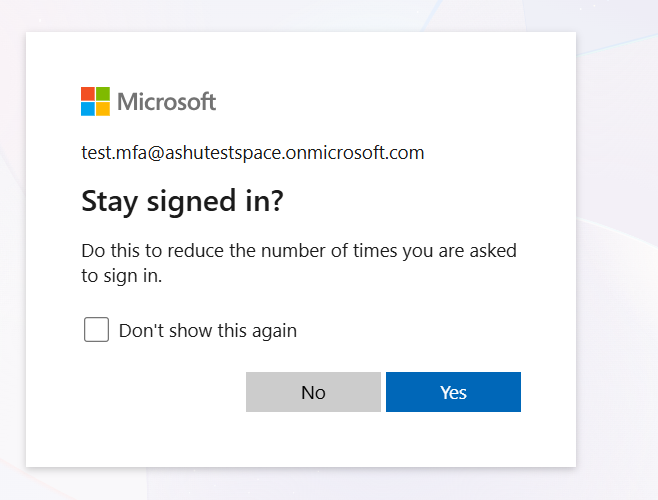 Microsoft
test.mfa@ashutestspace.onmicrosoft.com
Stay signed in?
Do this to reduce the number of times you are asked
to sign in.
Don't show this again
No
Yes